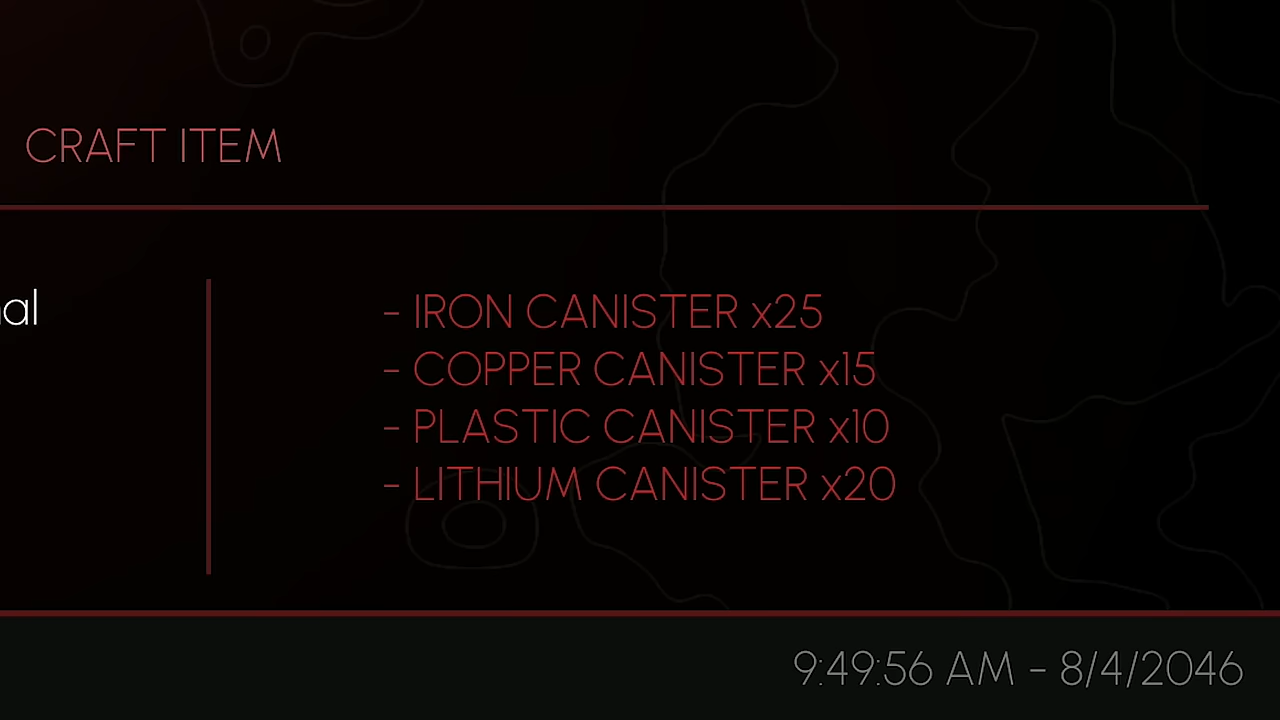 CRAFT ITEM
- IRON CANISTER x25
- COPPER CANISTER x15
- PLASTIC CANISTER x10
- LITHIUM CANISTER x20
9:49:56 AM - 8/4/2046